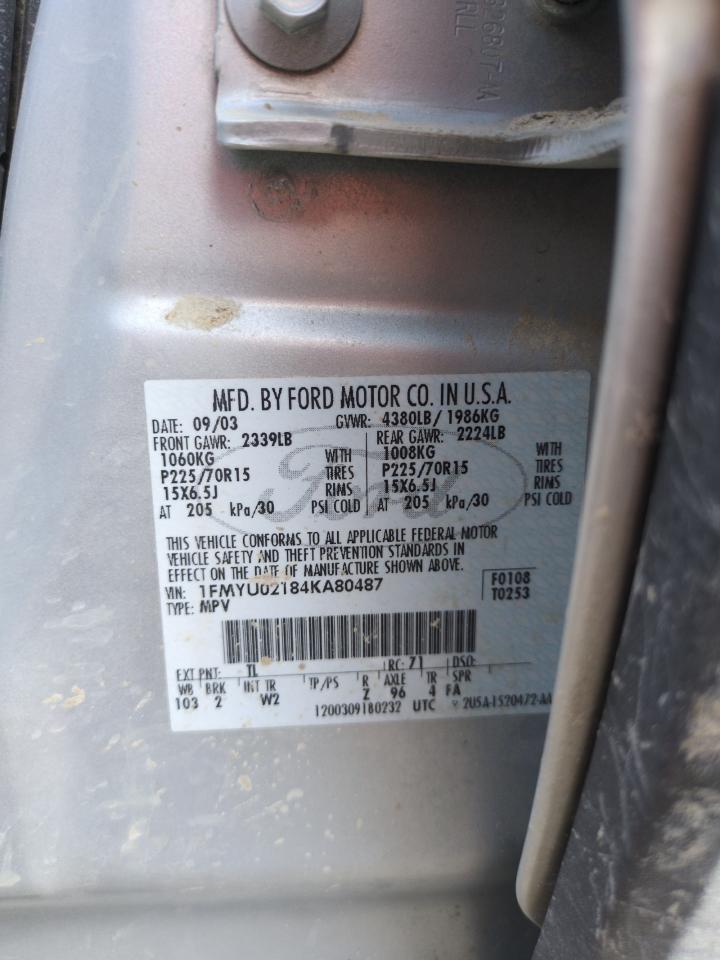 RLL
MFD. BY FORD MOTOR CO. IN U.S.A.
DATE: 09/03 GVWR: 4380LB/ 1986KG
FRONT GAWR: 2339LB REAR GAWR: 2224LB
1060KG WITH 1008KG WITH
P225/70R15 TIRES P225/70R15 TIRES
15X6.5J RIMS 15X6.5J RIMS
AT 205 kPa/30 PSI COLD AT 205 kPa/30 PSI COLD
Ford
THIS VEHICLE CONFORMS TO ALL APPLICABLE FEDERAL MOTOR
VEHICLE SAFETY AND THEFT PREVENTION STANDARDS IN
EFFECT ON THE DATE OF MANUFACTURE SHOWN ABOVE.
VIN: 1FMYU02184KA80487 F0108
TYPE: MPV T0253
EXT PNT: TL RC: 71 DSO:
WB BRK INT TR TP/PS R AXLE TR SPR
103 2 W2 Z 96 4 FA
1200309180232 UTC 2U5A-1520472-AA